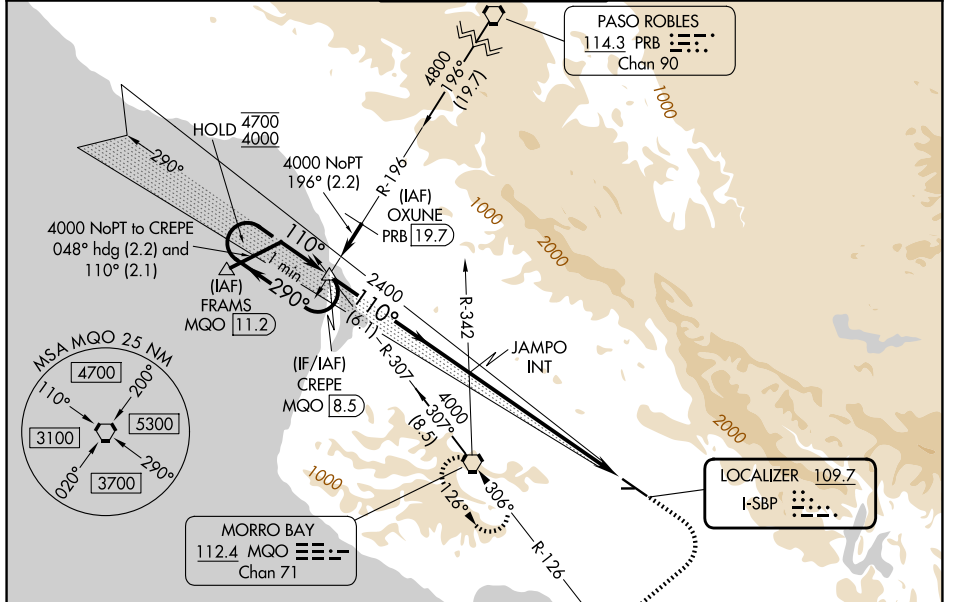 PASO ROBLES
114.3 PRB
Chan 90
4800
196°
(19.7)
1000
HOLD 4700
4000
290°
4000 NoPT
196° (2.2)
R-196
(IAF)
OXUNE
PRB 19.7
1000
2000
4000 NoPT to CREPE
048° hdg (2.2) and
110° (2.1)
110°
1 min
290°
(IAF)
FRAMS
MQO 11.2
2400
110°
(6.1)
R-342
JAMPO
INT
(IF/IAF)
CREPE
MQO 8.5
R-307
4000
307°
(8.5)
MSA MQO 25 NM
4700
110°
200°
3100
5300
020°
290°
3700
1000
2000
126°
306°
R-126
LOCALIZER 109.7
I-SBP
MORRO BAY
112.4 MQO
Chan 71